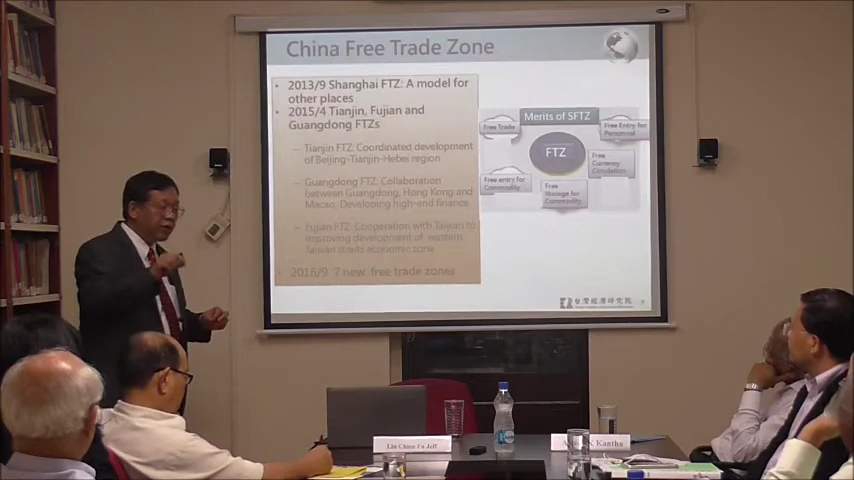 China Free Trade Zone
2013/9 Shanghai FTZ: A model for
other places
2015/4 Tianjin, Fujian and
Guangdong FTZs
– Tianjin FTZ: Coordinated development
of Beijing-Tianjin-Hebei region
– Guangdong FTZ: Collaboration
between Guangdong, Hong Kong and
Macao, Developing high-end finance
– Fujian FTZ: Cooperation with Taiwan to
improving development of western
Taiwan straits economic zone
2016/9 7 new free trade zones
Merits of SFTZ
Free Trade
Free Entry for
Personnel
FTZ
Free
Currency
Circulation
Free entry for
Commodity
Free
Storage for
Commodity
台灣經濟研究院
Lin Chien Fu Jeff
Kantha